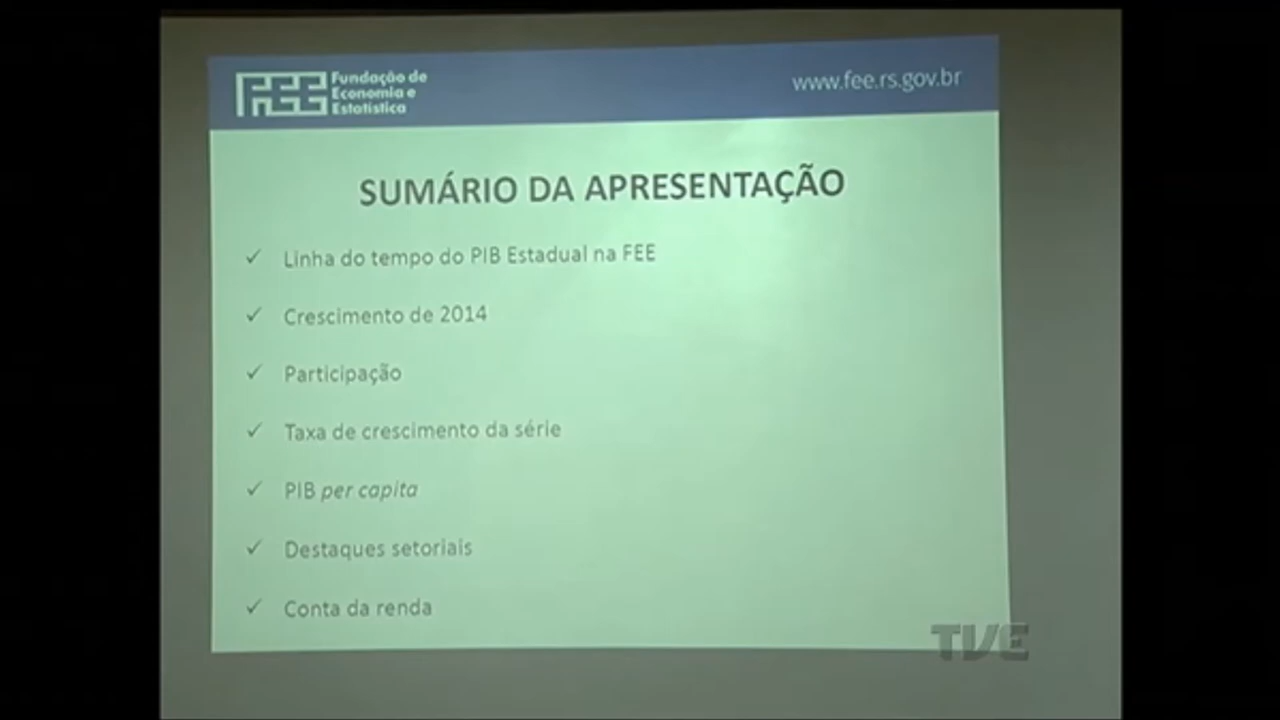 FEE Fundação de
Economia e
Estatística
www.fee.rs.gov.br
SUMÁRIO DA APRESENTAÇÃO
✓ Linha do tempo do PIB Estadual na FEE
✓ Crescimento de 2014
✓ Participação
✓ Taxa de crescimento da série
✓ PIB per capita
✓ Destaques setoriais
✓ Conta da renda
TVE